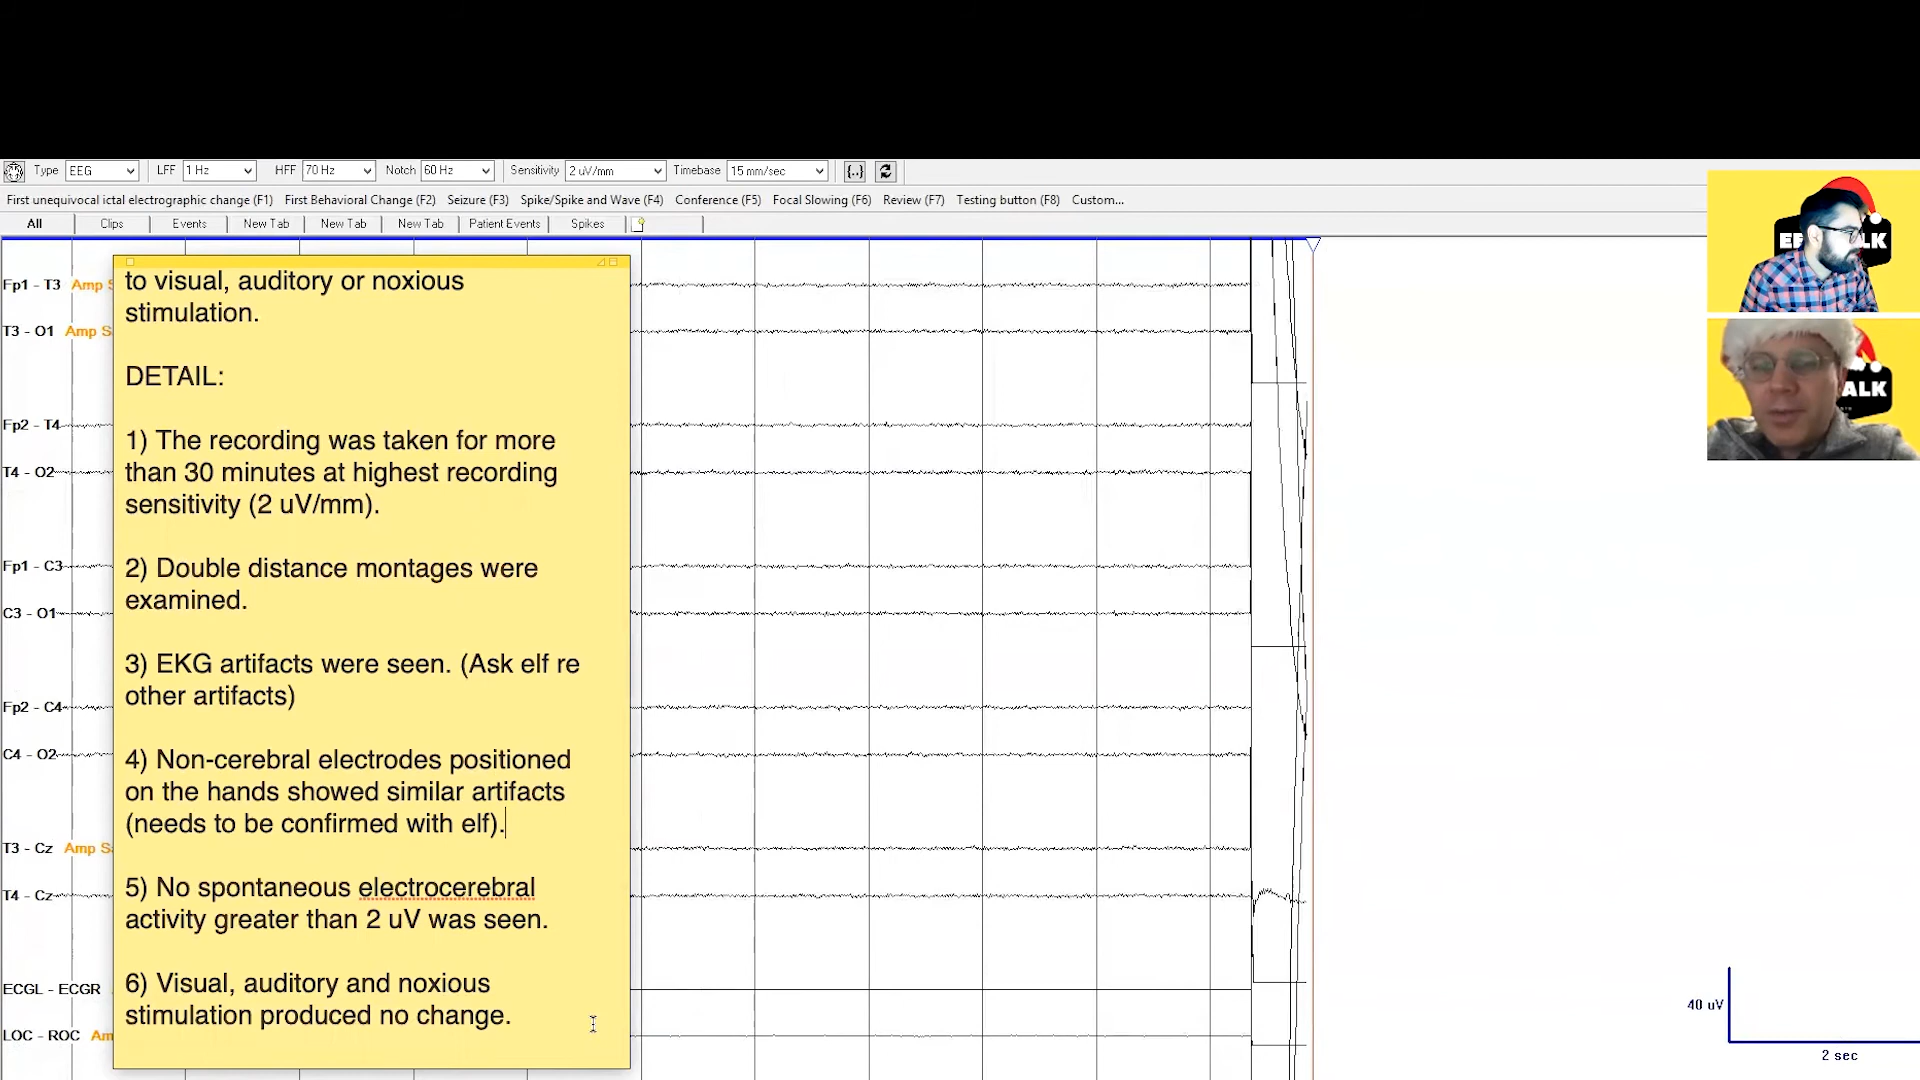 Type EEG LFF 1 Hz HFF 70 Hz Notch 60 Hz Sensitivity 2 uV/mm Timebase 15 mm/sec {..}
First unequivocal ictal electrographic change (F1) First Behavioral Change (F2) Seizure (F3) Spike/Spike and Wave (F4) Conference (F5) Focal Slowing (F6) Review (F7) Testing button (F8) Custom...
All Clips Events New Tab New Tab New Tab Patient Events Spikes
to visual, auditory or noxious
stimulation.
DETAIL:
1) The recording was taken for more
than 30 minutes at highest recording
sensitivity (2 uV/mm).
2) Double distance montages were
examined.
3) EKG artifacts were seen. (Ask elf re
other artifacts)
4) Non-cerebral electrodes positioned
on the hands showed similar artifacts
(needs to be confirmed with elf).
5) No spontaneous electrocerebral
activity greater than 2 uV was seen.
6) Visual, auditory and noxious
stimulation produced no change.
Fp1 - T3 Amp S
T3 - O1 Amp S
Fp2 - T4
T4 - O2
Fp1 - C3
C3 - O1
Fp2 - C4
C4 - O2
T3 - Cz Amp S
T4 - Cz
ECGL - ECGR
LOC - ROC Am
40 uV
2 sec